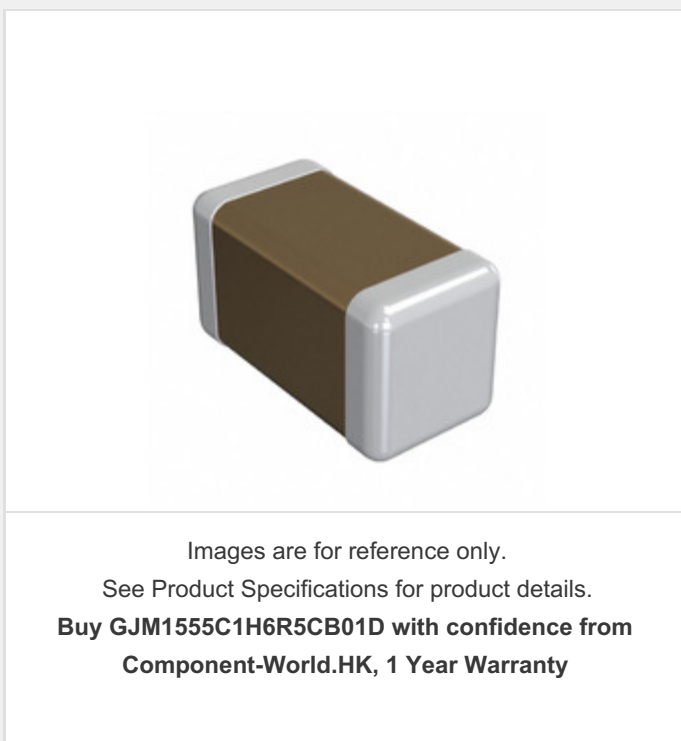 Images are for reference only.
See Product Specifications for product details.
Buy GJM1555C1H6R5CB01D with confidence from
Component-World.HK, 1 Year Warranty